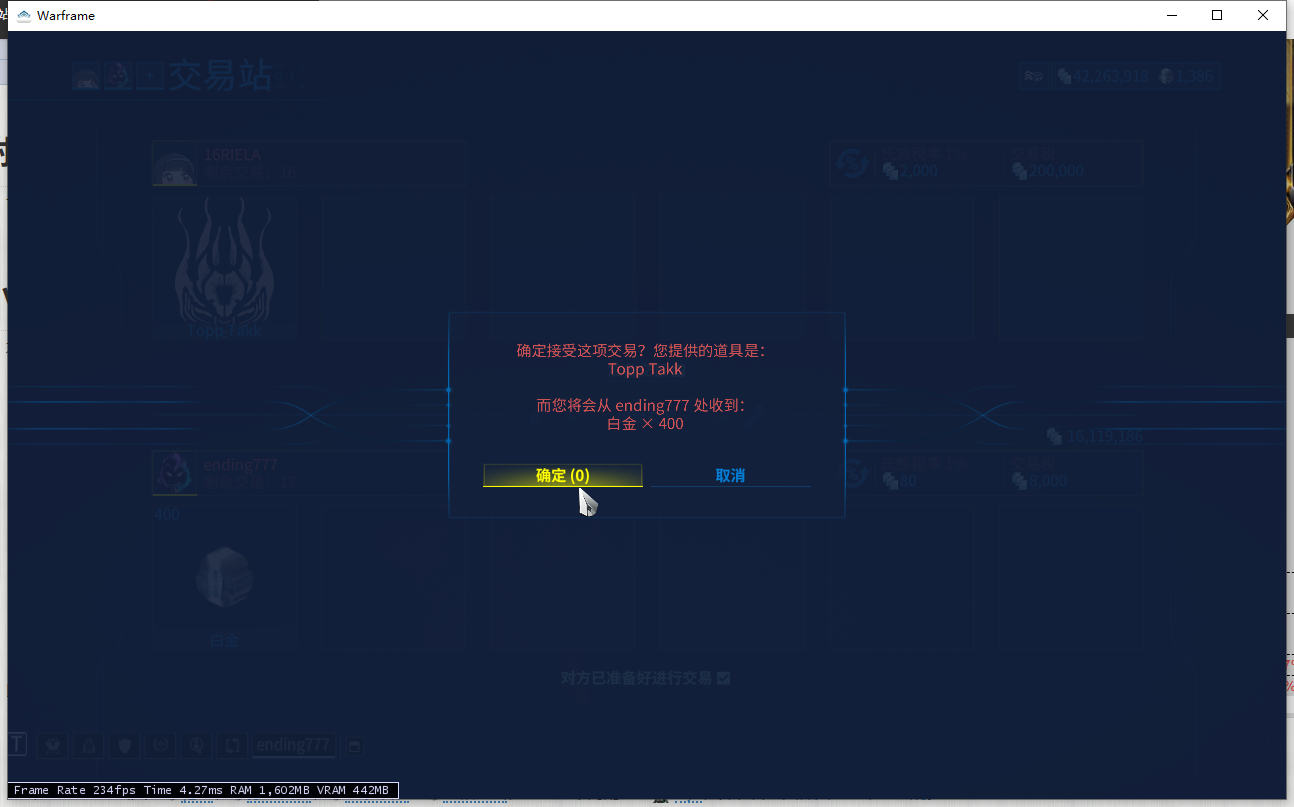 Warframe
交易站
42,263,918 1,386
16RIELA
2,000
200,000
Topp Takk
确定接受这项交易？您提供的道具是：
Topp Takk
而您将会从 ending777 处收到：
白金 × 400
确定 (0) 取消
16,119,186
ending777
80
8,000
400
白金
对方已准备好进行交易
T
ending777
Frame Rate 234fps Time 4.27ms RAM 1,602MB VRAM 442MB